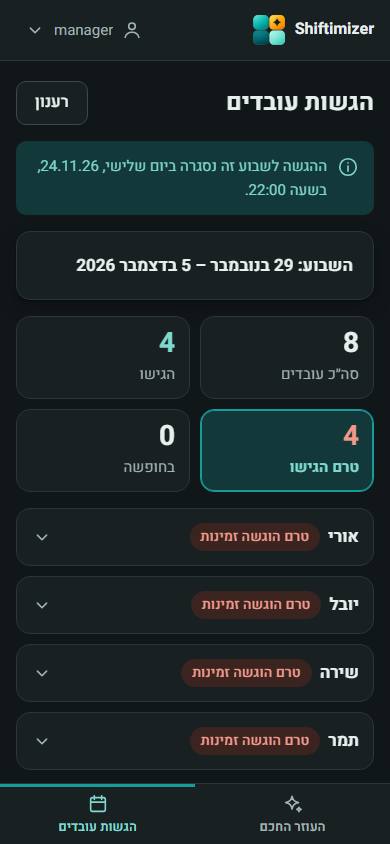 Shiftimizer
manager
הגשות עובדים
רענון
ההגשה לשבוע זה נסגרה ביום שלישי, 24.11.26,
בשעה 22:00.
השבוע: 29 בנובמבר – 5 בדצמבר 2026
8
סה״כ עובדים
4
הגישו
4
טרם הגישו
0
בחופשה
אורי טרם הוגשה זמינות
יובל טרם הוגשה זמינות
שירה טרם הוגשה זמינות
תמר טרם הוגשה זמינות
העוזר החכם
הגשות עובדים